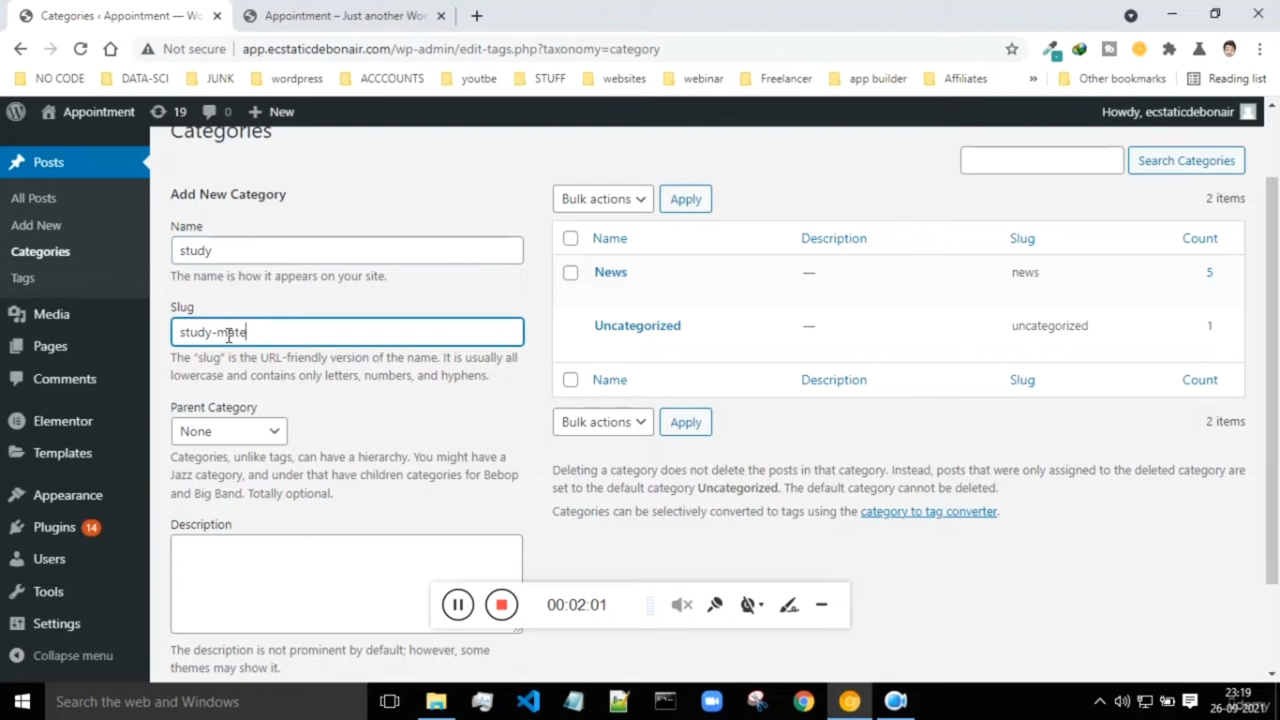 Categories ‹ Appointment — Wo
Appointment – Just another Wor
Not secure
app.ecstaticdebonair.com/wp-admin/edit-tags.php?taxonomy=category
NO CODE
DATA-SCI
JUNK
wordpress
ACCCOUNTS
youtbe
STUFF
websites
webinar
Freelancer
app builder
Affiliates
»
Other bookmarks
Reading list
Appointment
19
0
New
Howdy, ecstaticdebonair
Posts
All Posts
Add New
Categories
Tags
Media
Pages
Comments
Elementor
Templates
Appearance
Plugins 14
Users
Tools
Settings
Collapse menu
Categories
Add New Category
Name
study
The name is how it appears on your site.
Slug
study-mate
The “slug” is the URL-friendly version of the name. It is usually all
lowercase and contains only letters, numbers, and hyphens.
Parent Category
None
Categories, unlike tags, can have a hierarchy. You might have a
Jazz category, and under that have children categories for Bebop
and Big Band. Totally optional.
Description
The description is not prominent by default; however, some
themes may show it.
Search Categories
Bulk actions
Apply
2 items
Name Description Slug Count
News — news 5
Uncategorized — uncategorized 1
Name Description Slug Count
Bulk actions
Apply
2 items
Deleting a category does not delete the posts in that category. Instead, posts that were only assigned to the deleted category are
set to the default category Uncategorized. The default category cannot be deleted.
Categories can be selectively converted to tags using the category to tag converter.
00:02:01
Search the web and Windows
23:19
26-09-2021
Udemy